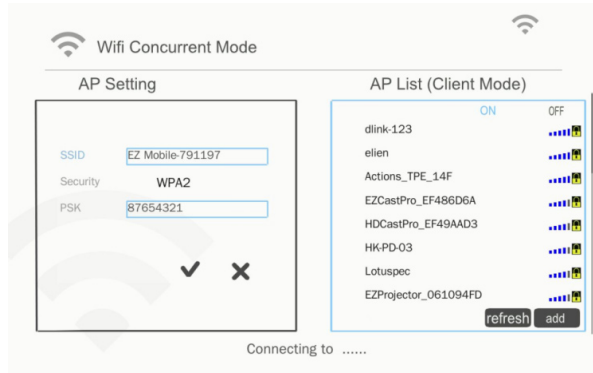 Wifi Concurrent Mode
AP Setting
SSID EZ Mobile-791197
Security WPA2
PSK 87654321
AP List (Client Mode)
ON OFF
dlink-123
elien
Actions_TPE_14F
EZCastPro_EF486D6A
HDCastPro_EF49AAD3
HK-PD-03
Lotuspec
EZProjector_061094FD
refresh add
Connecting to ......